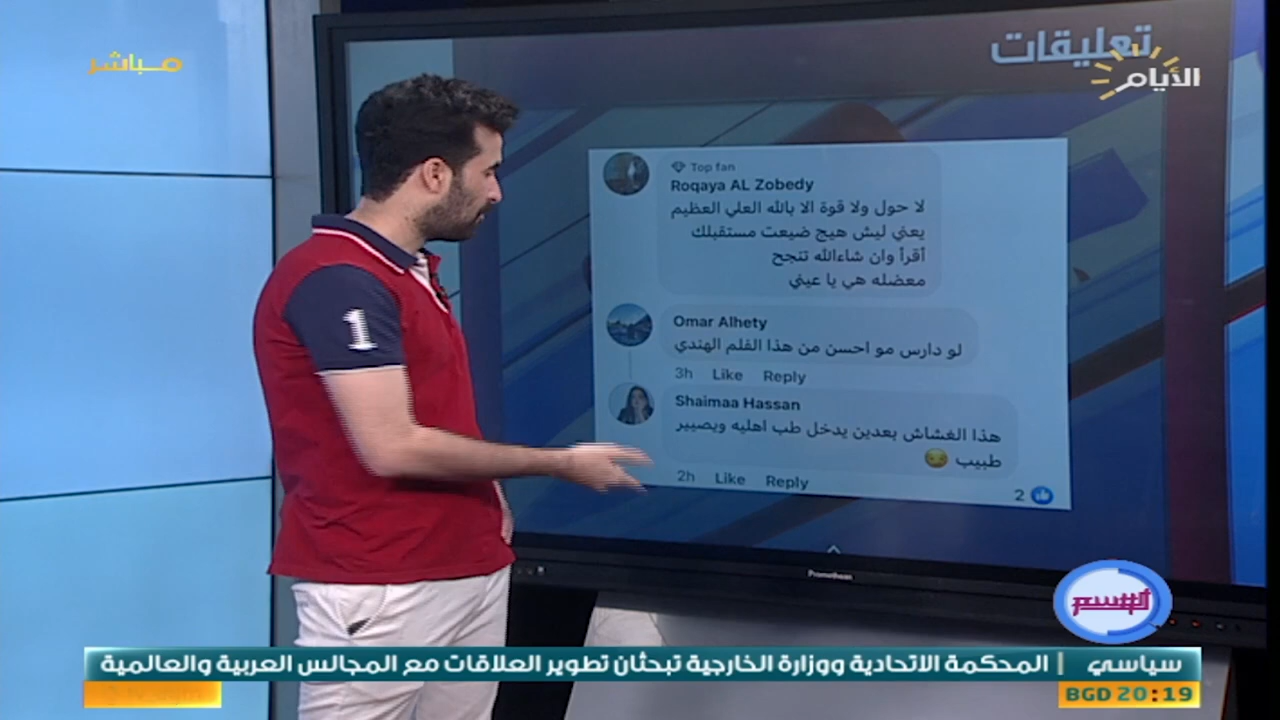 مباشر
تعليقات
الأيام
Top fan
Roqaya AL Zobedy
لا حول ولا قوة الا بالله العلي العظيم
يعني ليش هيج ضيعت مستقبلك
أقرأ وان شاءالله تنجح
معضله هي يا عيني
Omar Alhety
لو دارس مو احسن من هذا القلم الهندي
3h Like Reply
Shaimaa Hassan
هذا الغشاش بعدين يدخل طب اهليه ويصيير
طبيب 😏
2h Like Reply
2
Promethean
1
سياسي | المحكمة الاتحادية ووزارة الخارجية تبحثان تطوير العلاقات مع المجالس العربية والعالمية
BGD 20:19